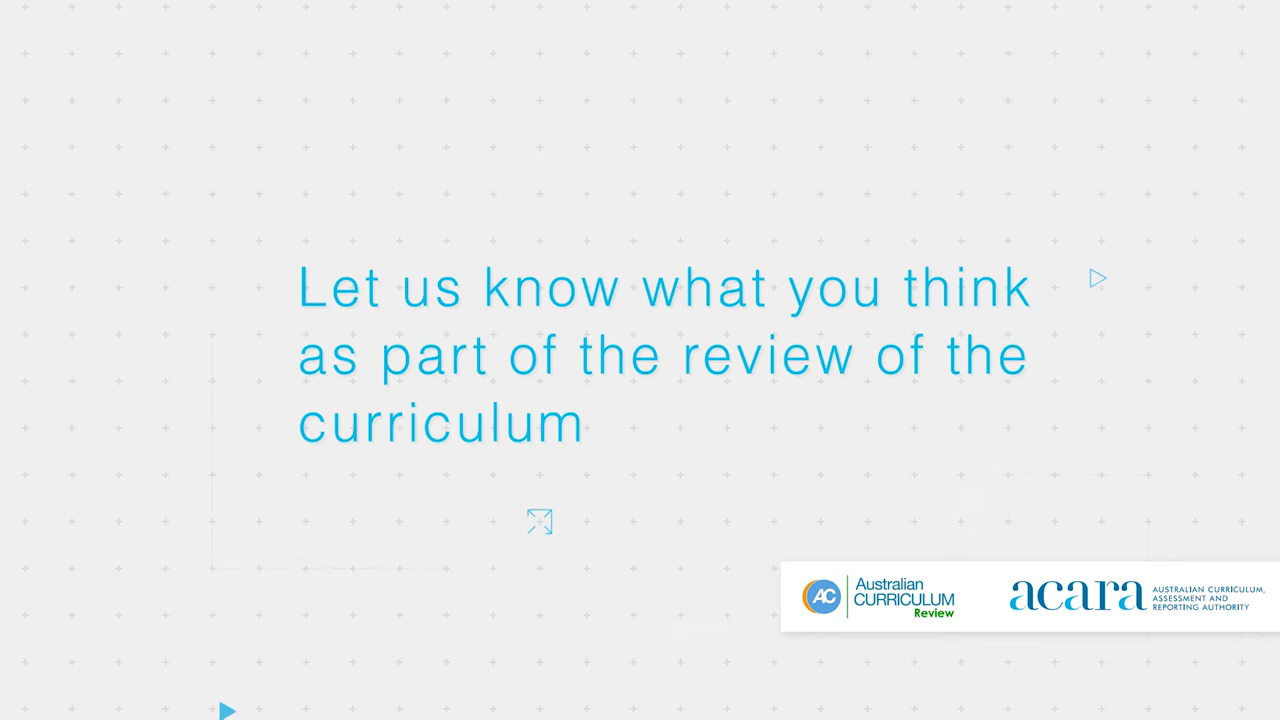 Let us know what you think
as part of the review of the
curriculum
AC
Australian
CURRICULUM
Review
acara
AUSTRALIAN CURRICULUM,
ASSESSMENT AND
REPORTING AUTHORITY